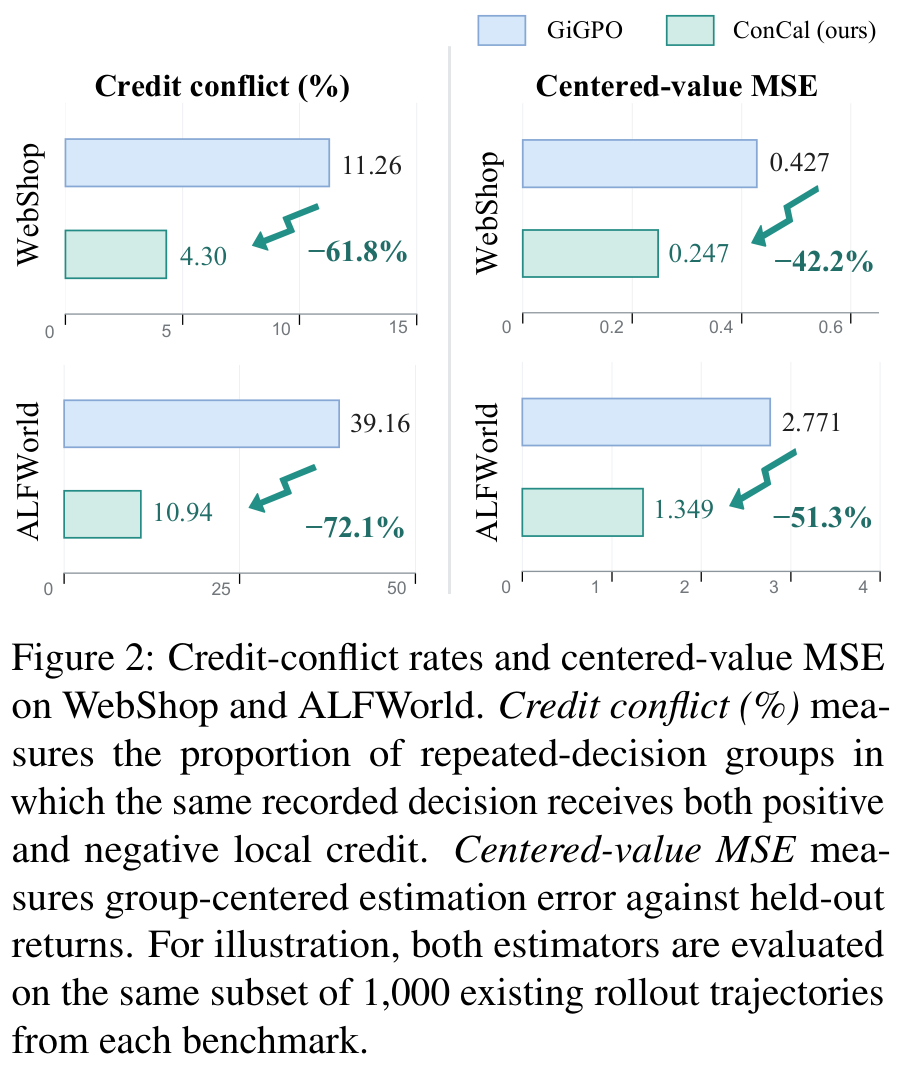 GiGPO
ConCal (ours)
Credit conflict (%)
WebShop
11.26
4.30
−61.8%
0 5 10 15
ALFWorld
39.16
10.94
−72.1%
0 25 50
Centered-value MSE
WebShop
0.427
0.247
−42.2%
0 0.2 0.4 0.6
ALFWorld
2.771
1.349
−51.3%
0 1 2 3 4
Figure 2: Credit-conflict rates and centered-value MSE
on WebShop and ALFWorld. Credit conflict (%) mea-
sures the proportion of repeated-decision groups in
which the same recorded decision receives both positive
and negative local credit. Centered-value MSE mea-
sures group-centered estimation error against held-out
returns. For illustration, both estimators are evaluated
on the same subset of 1,000 existing rollout trajectories
from each benchmark.